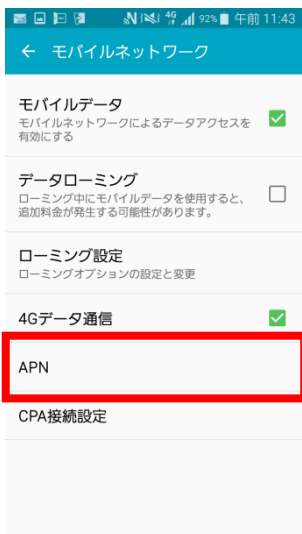 4G 92% 午前 11:43
← モバイルネットワーク
モバイルデータ
モバイルネットワークによるデータアクセスを
有効にする
データローミング
ローミング中にモバイルデータを使用すると、
追加料金が発生する可能性があります。
ローミング設定
ローミングオプションの設定と変更
4Gデータ通信
APN
CPA接続設定